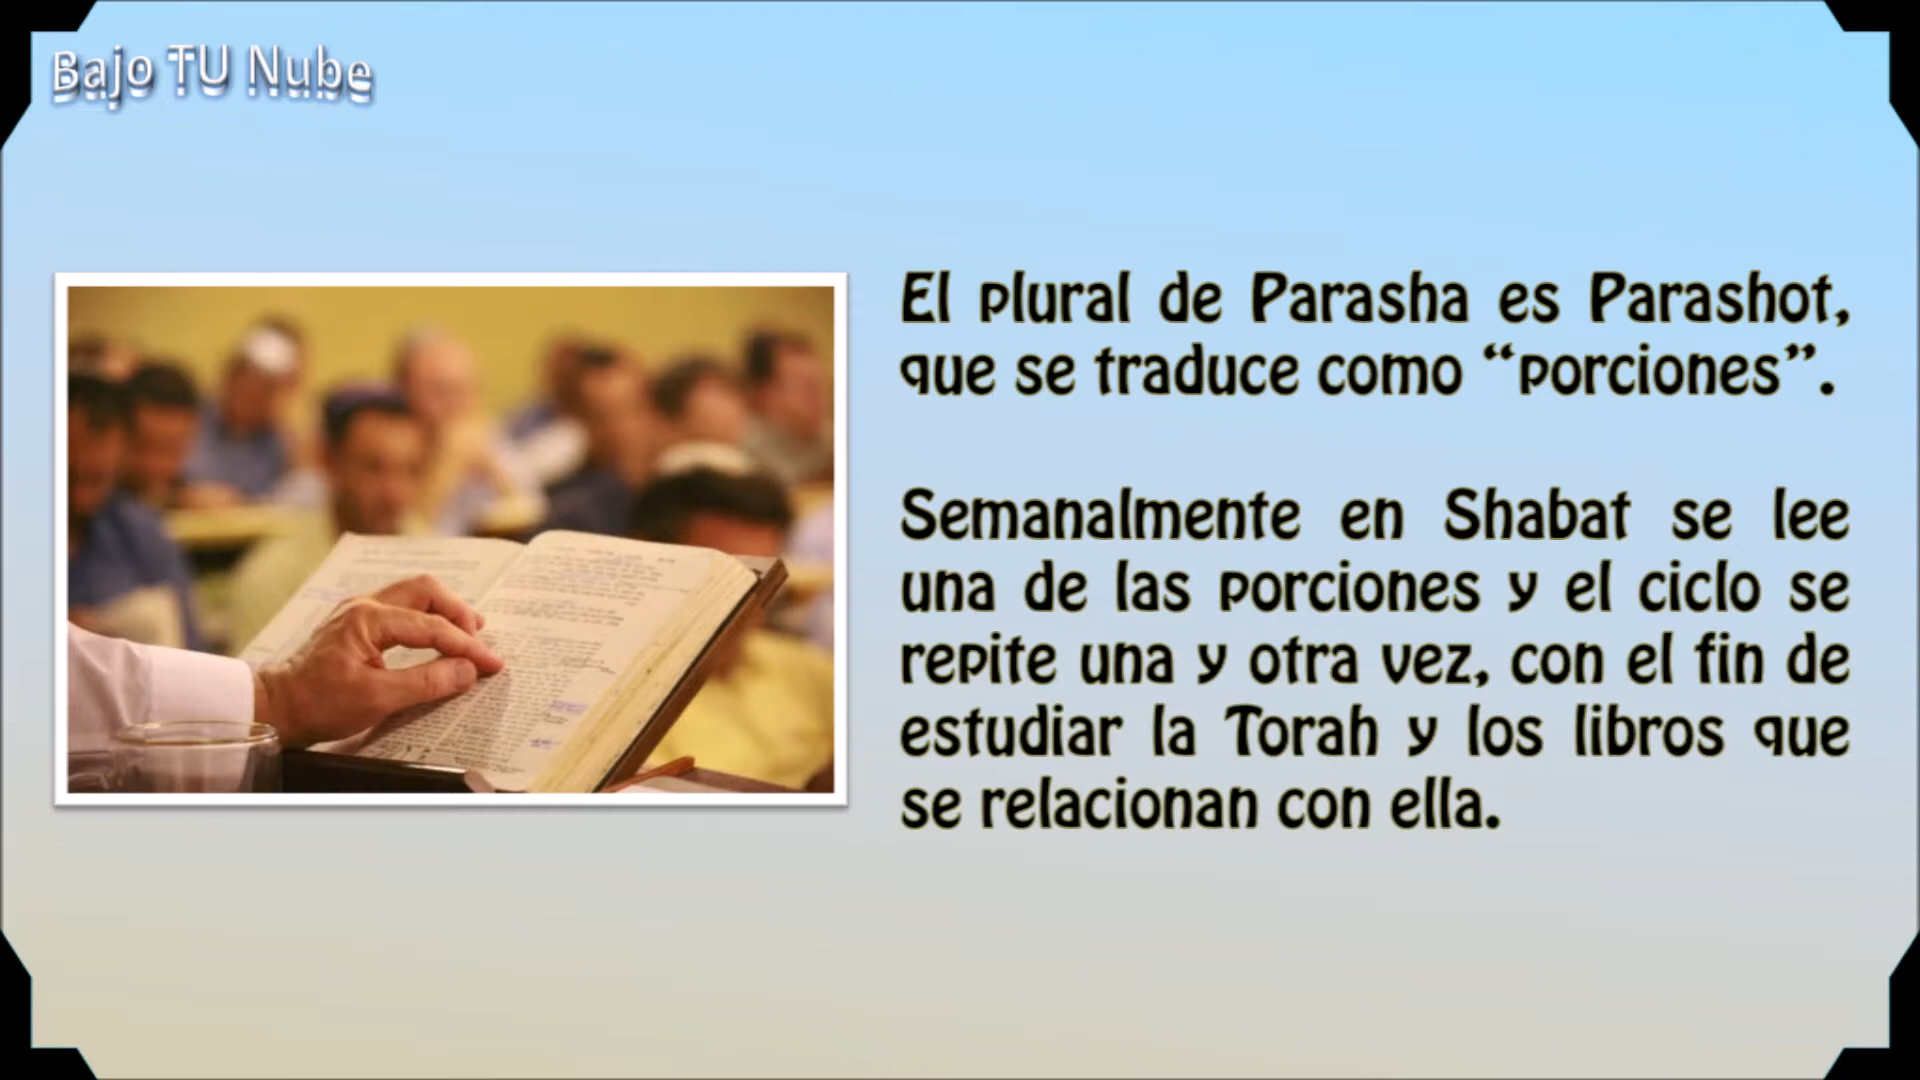 Bajo TU Nube
El plural de Parasha es Parashot,
que se traduce como “porciones”.
Semanalmente en Shabat se lee
una de las porciones y el ciclo se
repite una y otra vez, con el fin de
estudiar la Torah y los libros que
se relacionan con ella.